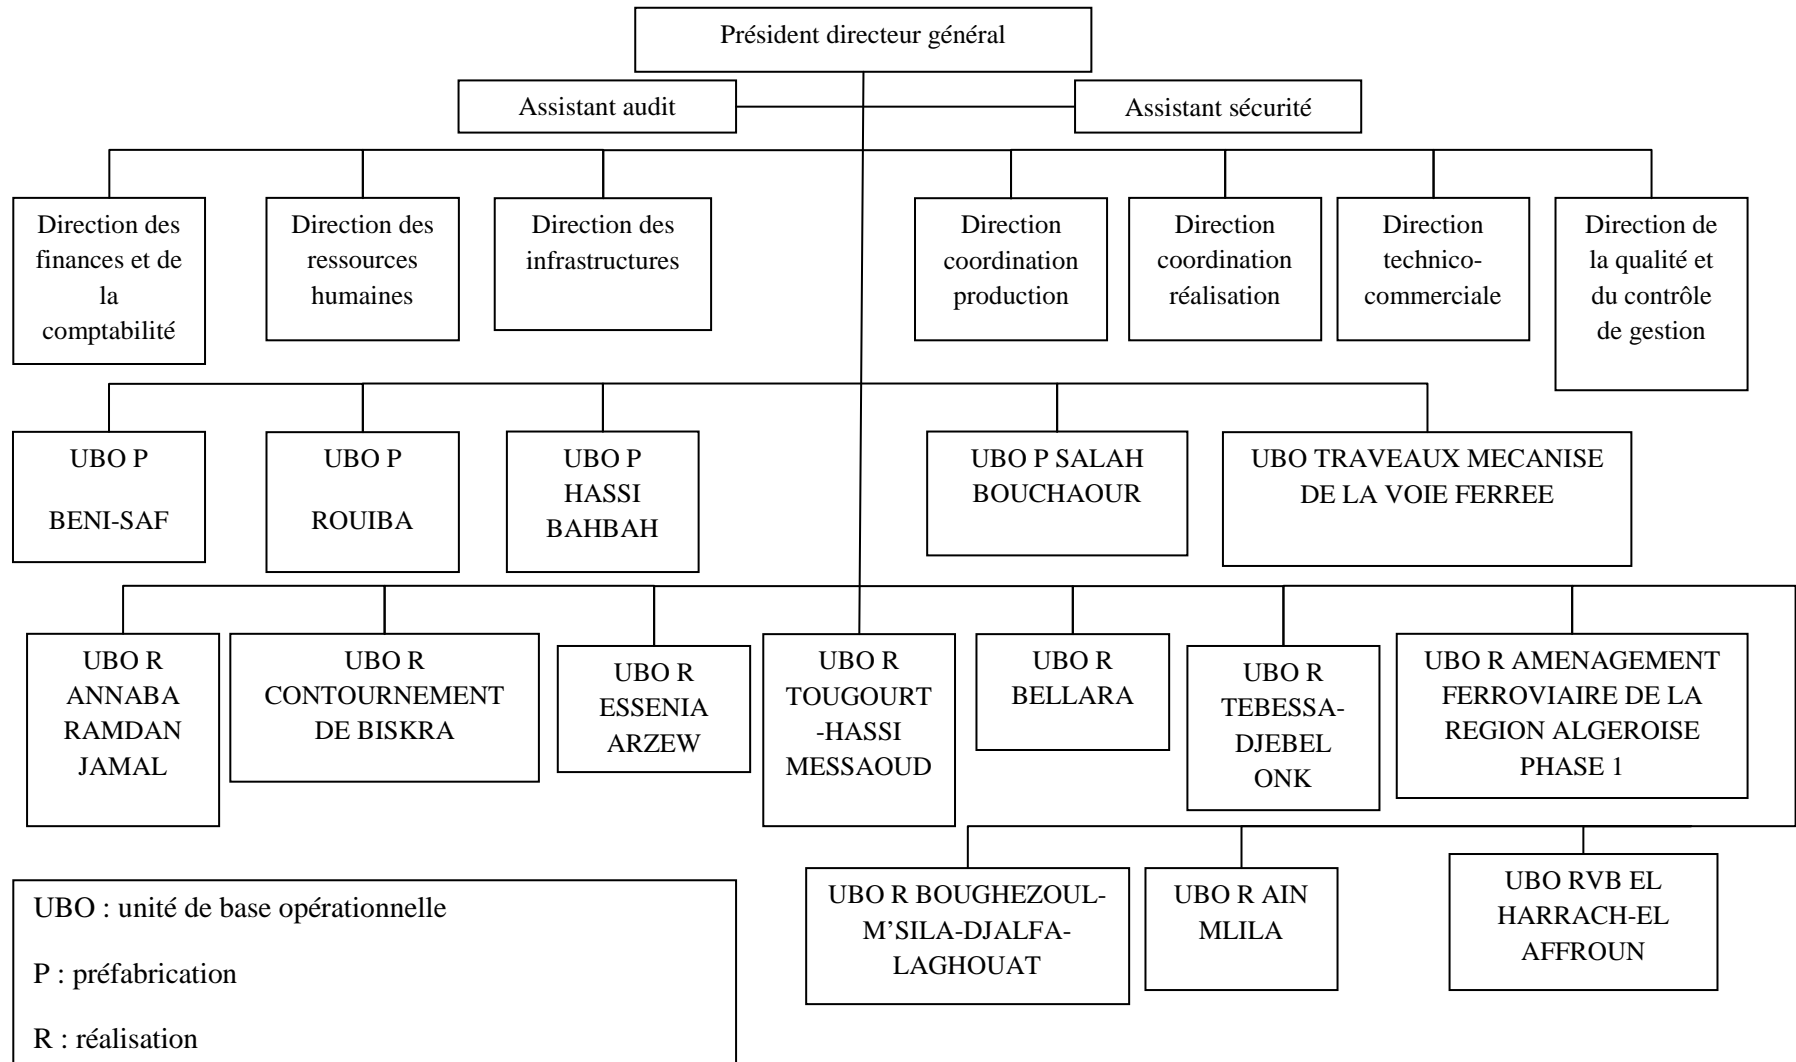 Président directeur général
Assistant audit
Assistant sécurité
Direction des
finances et de
la
comptabilité
Direction des
ressources
humaines
Direction des
infrastructures
Direction
coordination
production
Direction
coordination
réalisation
Direction
technico-
commerciale
Direction de
la qualité et
du contrôle
de gestion
UBO P
BENI-SAF
UBO P
ROUIBA
UBO P
HASSI
BAHBAH
UBO P SALAH
BOUCHAOUR
UBO TRAVEAUX MECANISE
DE LA VOIE FERREE
UBO R
ANNABA
RAMDAN
JAMAL
UBO R
CONTOURNEMENT
DE BISKRA
UBO R
ESSENIA
ARZEW
UBO R
TOUGOURT
-HASSI
MESSAOUD
UBO R
BELLARA
UBO R
TEBESSA-
DJEBEL
ONK
UBO R AMENAGEMENT
FERROVIAIRE DE LA
REGION ALGEROISE
PHASE 1
UBO R BOUGHEZOUL-
M’SILA-DJALFA-
LAGHOUAT
UBO R AIN
MLILA
UBO RVB EL
HARRACH-EL
AFFROUN
UBO : unité de base opérationnelle
P : préfabrication
R : réalisation